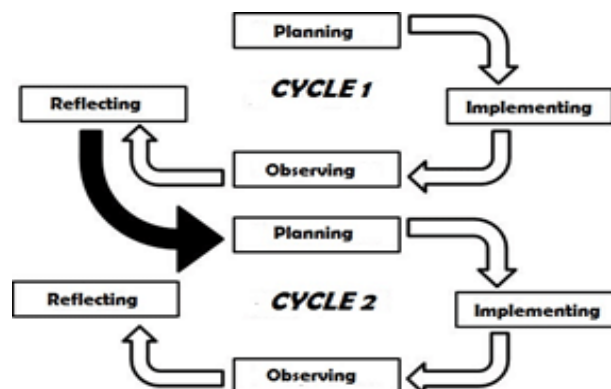 Planning
CYCLE 1
Reflecting
Implementing
Observing
Planning
CYCLE 2
Reflecting
Implementing
Observing